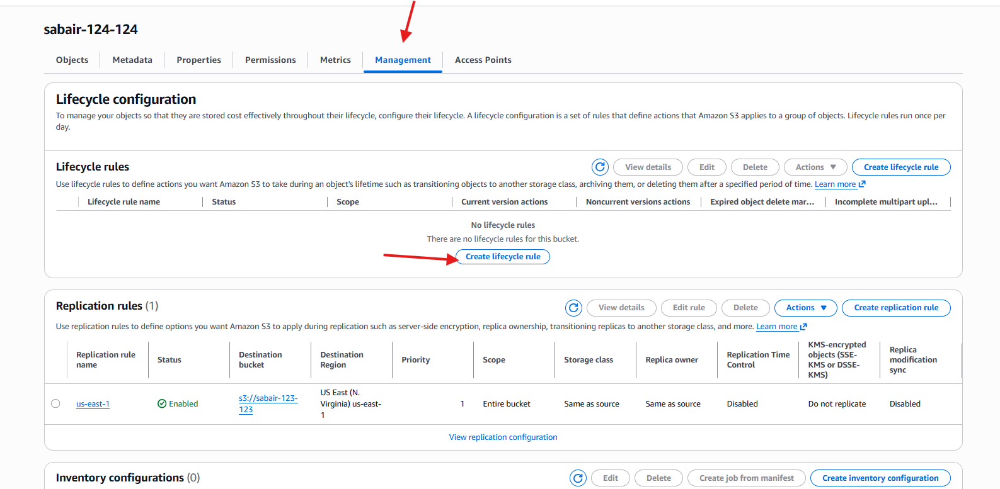 sabair-124-124
Objects Metadata Properties Permissions Metrics Management Access Points
Lifecycle configuration
To manage your objects so that they are stored cost effectively throughout their lifecycle, configure their lifecycle. A lifecycle configuration is a set of rules that define actions that Amazon S3 applies to a group of objects. Lifecycle rules run once per
day.
Lifecycle rules View details Edit Delete Actions Create lifecycle rule
Use lifecycle rules to define actions you want Amazon S3 to take during an object's lifetime such as transitioning objects to another storage class, archiving them, or deleting them after a specified period of time. Learn more
Lifecycle rule name Status Scope Current version actions Noncurrent versions actions Expired object delete mar... Incomplete multipart upl...
No lifecycle rules
There are no lifecycle rules for this bucket.
Create lifecycle rule
Replication rules (1) View details Edit rule Delete Actions Create replication rule
Use replication rules to define options you want Amazon S3 to apply during replication such as server-side encryption, replica ownership, transitioning replicas to another storage class, and more. Learn more
Replication rule
name
Status
Destination
bucket
Destination
Region
Priority
Scope
Storage class
Replica owner
Replication Time
Control
KMS-encrypted
objects (SSE-
KMS or DSSE-
KMS)
Replica
modification
sync
us-east-1
Enabled
s3://sabair-123-
123
US East (N.
Virginia) us-east-
1
1
Entire bucket
Same as source
Same as source
Disabled
Do not replicate
Disabled
View replication configuration
Inventory configurations (0) Edit Delete Create job from manifest Create inventory configuration